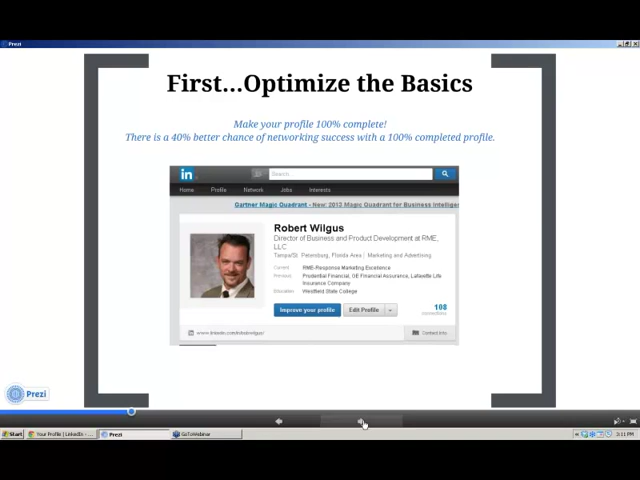 Prezi
First...Optimize the Basics
Make your profile 100% complete!
There is a 40% better chance of networking success with a 100% completed profile.
in
Search...
Home Profile Network Jobs Interests
Gartner Magic Quadrant - New: 2013 Magic Quadrant for Business Intelligen
Robert Wilgus
Director of Business and Product Development at RME,
LLC
Tampa/St. Petersburg, Florida Area Marketing and Advertising
Current RME-Response Marketing Excellence
Previous Prudential Financial, GE Financial Assurance, Lafayette Life
Insurance Company
Education Westfield State College
Improve your profile Edit Profile
108
connections
Contact Info
Prezi
Start Your Profile | LinkedIn - ... Prezi GoToWebinar 3:11 PM